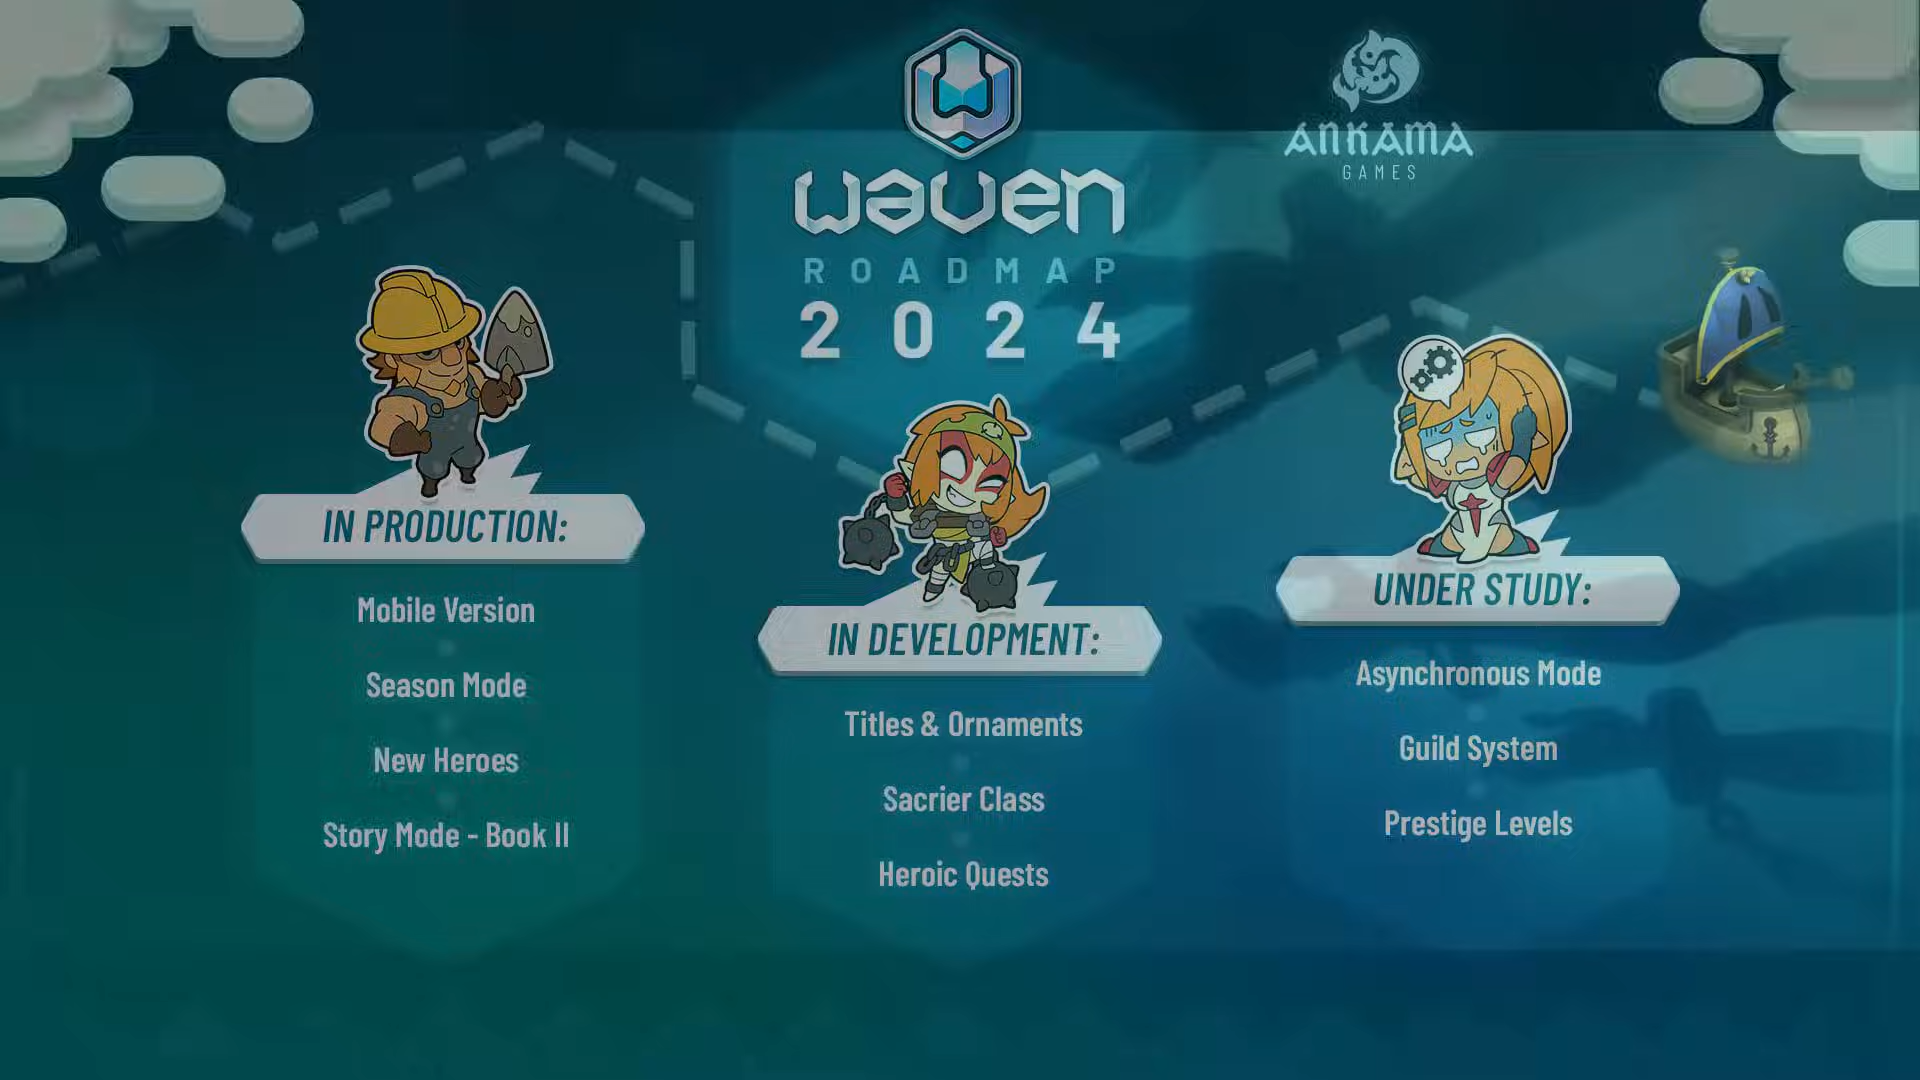 waven
ROADMAP
2024
ANKAMA
GAMES
IN PRODUCTION:
Mobile Version
Season Mode
New Heroes
Story Mode - Book II
IN DEVELOPMENT:
Titles & Ornaments
Sacrier Class
Heroic Quests
UNDER STUDY:
Asynchronous Mode
Guild System
Prestige Levels